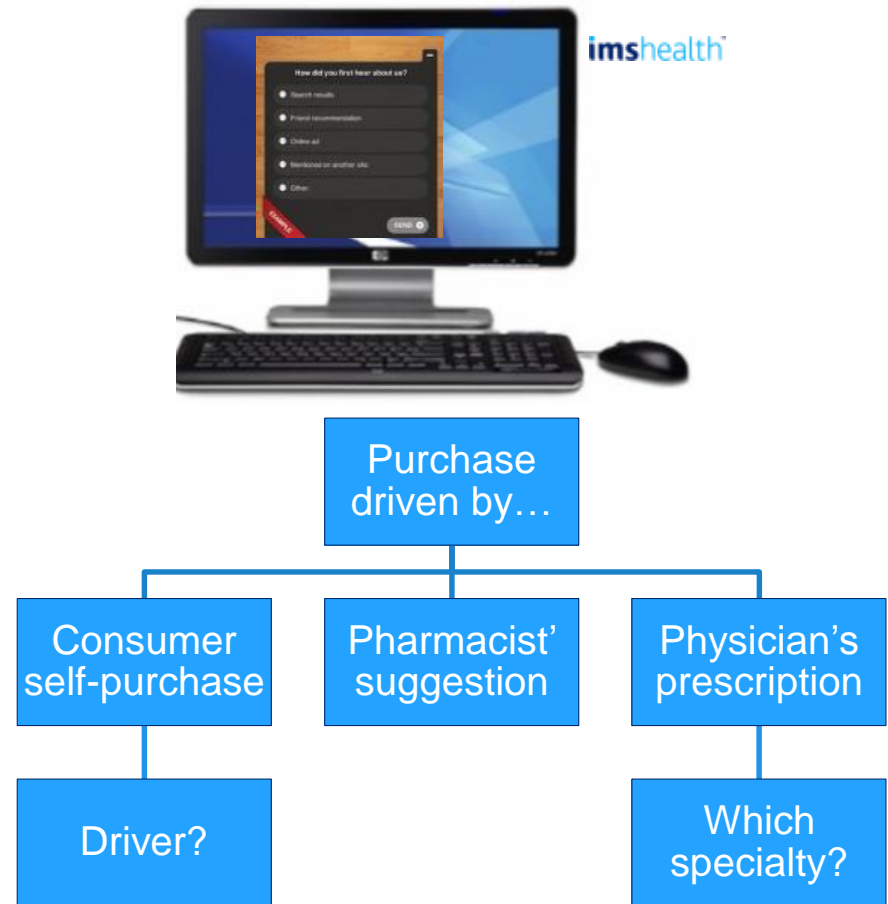 imshealth
How did you first hear about us?
Search results
Friend recommendation
Online ad
Mentioned on another site
Other:
EXAMPLE
SEND
Purchase
driven by…
Consumer
self-purchase
Pharmacist’
suggestion
Physician’s
prescription
Driver?
Which
specialty?